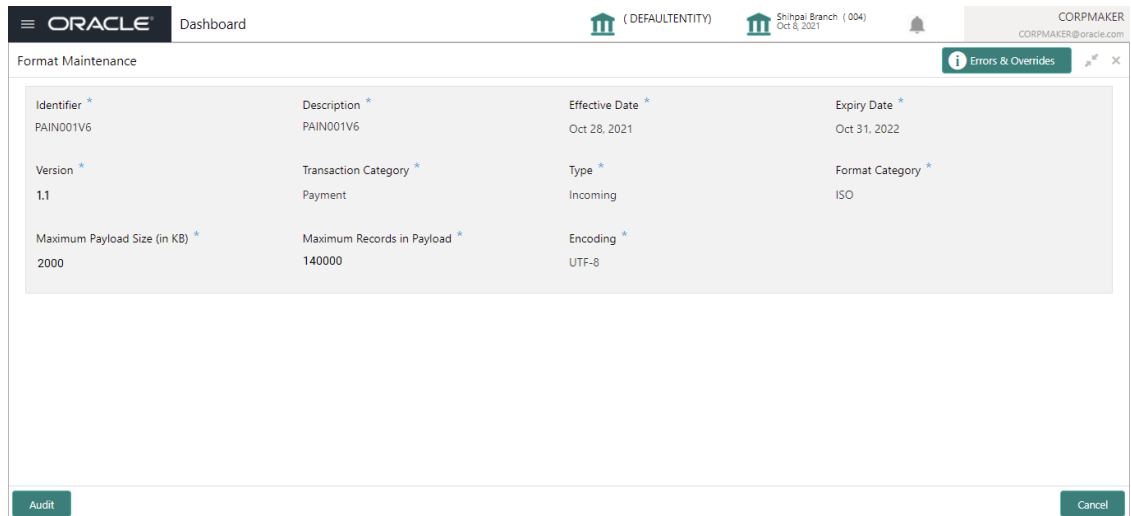 ORACLE Dashboard ( DEFAULTENTITY) Shihpai Branch ( 004) CORPMAKER
Oct 8, 2021 CORPMAKER@oracle.com
Format Maintenance i Errors & Overrides
Identifier * Description * Effective Date * Expiry Date *
PAIN001V6 PAIN001V6 Oct 28, 2021 Oct 31, 2022
Version * Transaction Category * Type * Format Category *
1.1 Payment Incoming ISO
Maximum Payload Size (in KB) * Maximum Records in Payload * Encoding *
2000 140000 UTF-8
Audit Cancel